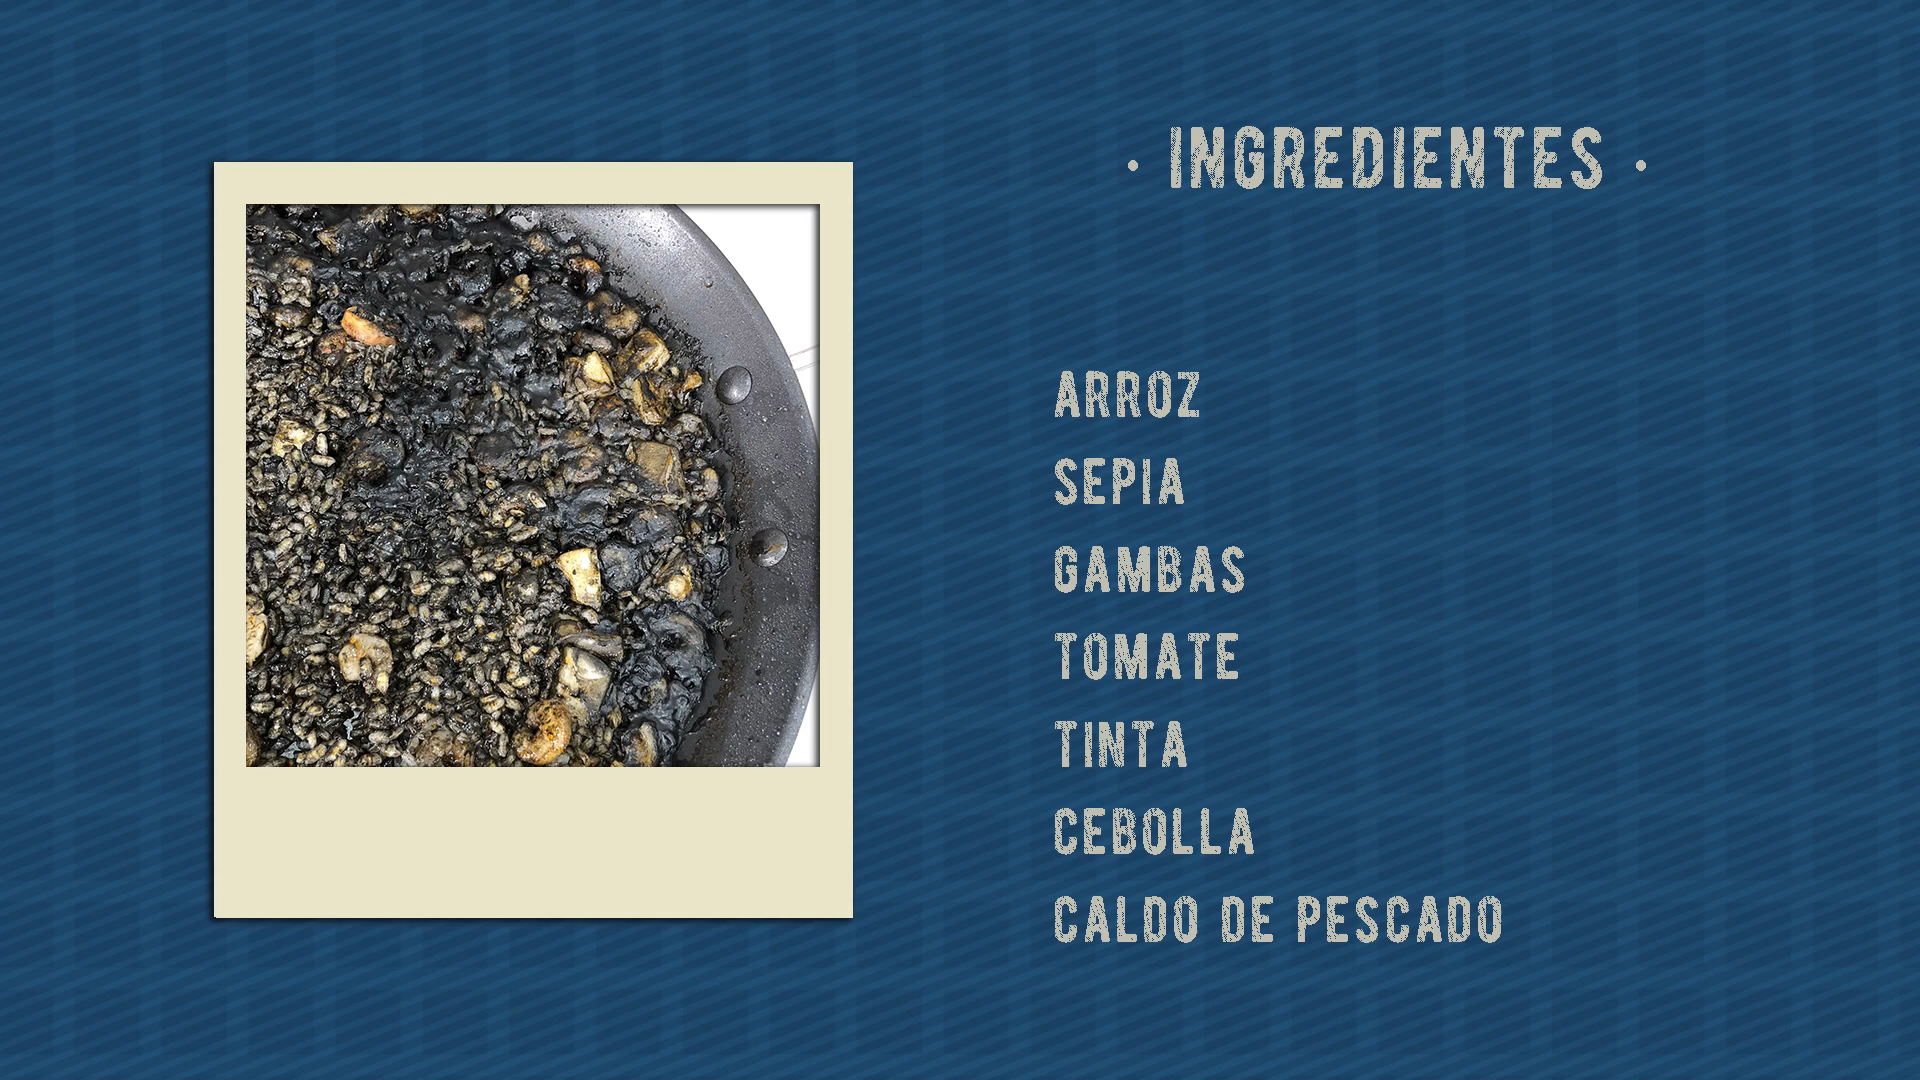 · INGREDIENTES ·
ARROZ
SEPIA
GAMBAS
TOMATE
TINTA
CEBOLLA
CALDO DE PESCADO